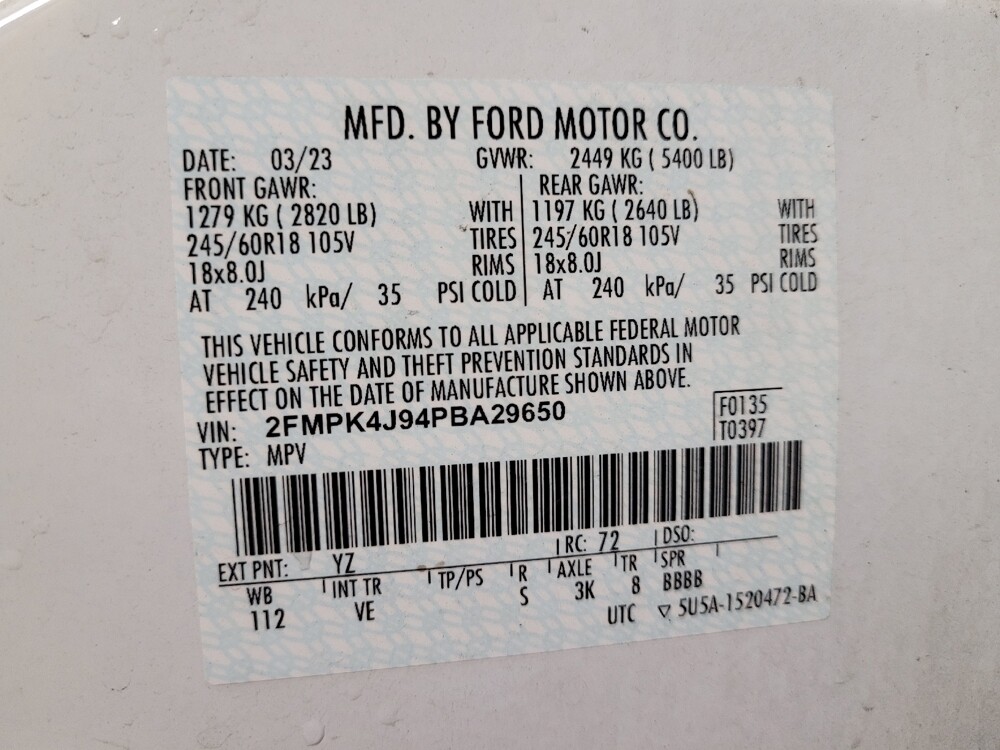 MFD. BY FORD MOTOR CO.
DATE: 03/23 GVWR: 2449 KG ( 5400 LB)
FRONT GAWR: REAR GAWR:
1279 KG ( 2820 LB) WITH 1197 KG ( 2640 LB) WITH
245/60R18 105V TIRES 245/60R18 105V TIRES
18x8.0J RIMS 18x8.0J RIMS
AT 240 kPa/ 35 PSI COLD AT 240 kPa/ 35 PSI COLD
THIS VEHICLE CONFORMS TO ALL APPLICABLE FEDERAL MOTOR
VEHICLE SAFETY AND THEFT PREVENTION STANDARDS IN
EFFECT ON THE DATE OF MANUFACTURE SHOWN ABOVE.
VIN: 2FMPK4J94PBA29650 F0135
TYPE: MPV T0397
EXT PNT: YZ RC: 72 DSO:
WB INT TR TP/PS R AXLE TR SPR
112 VE S 3K 8 BBBB
UTC ▽ 5U5A-1520472-BA